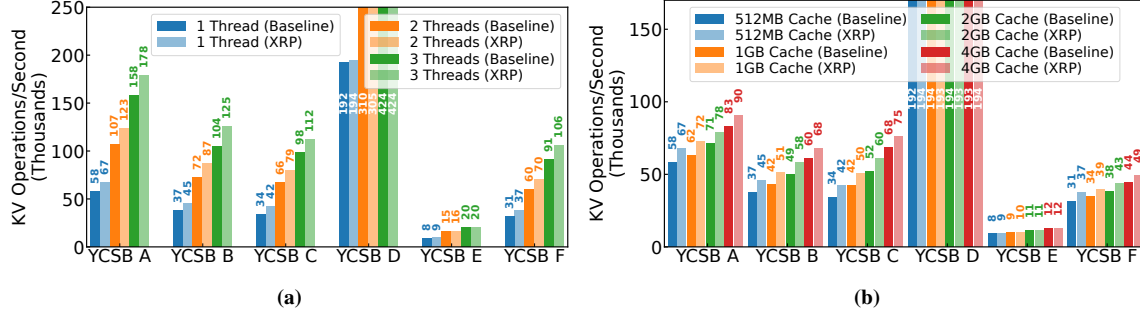 KV Operations/Second
(Thousands)
250
200
150
100
50
0
1 Thread (Baseline)
1 Thread (XRP)
2 Threads (Baseline)
2 Threads (XRP)
3 Threads (Baseline)
3 Threads (XRP)
58 67 107 123 158 178
37 45 72 87 104 125
34 42 66 79 98 112
192 194 310 305 424 424
8 9 15 16 20 20
31 37 60 70 91 106
YCSB A YCSB B YCSB C YCSB D YCSB E YCSB F
(a)
KV Operations/Second
(Thousands)
150
100
50
0
512MB Cache (Baseline)
512MB Cache (XRP)
1GB Cache (Baseline)
1GB Cache (XRP)
2GB Cache (Baseline)
2GB Cache (XRP)
4GB Cache (Baseline)
4GB Cache (XRP)
58 67 62 72 71 78 83 90
37 45 42 51 49 58 60 68
34 42 42 50 52 60 68 75
192 194 194 193 194 193 193 194
8 9 9 10 11 11 12 12
31 37 34 39 38 43 44 49
YCSB A YCSB B YCSB C YCSB D YCSB E YCSB F
(b)